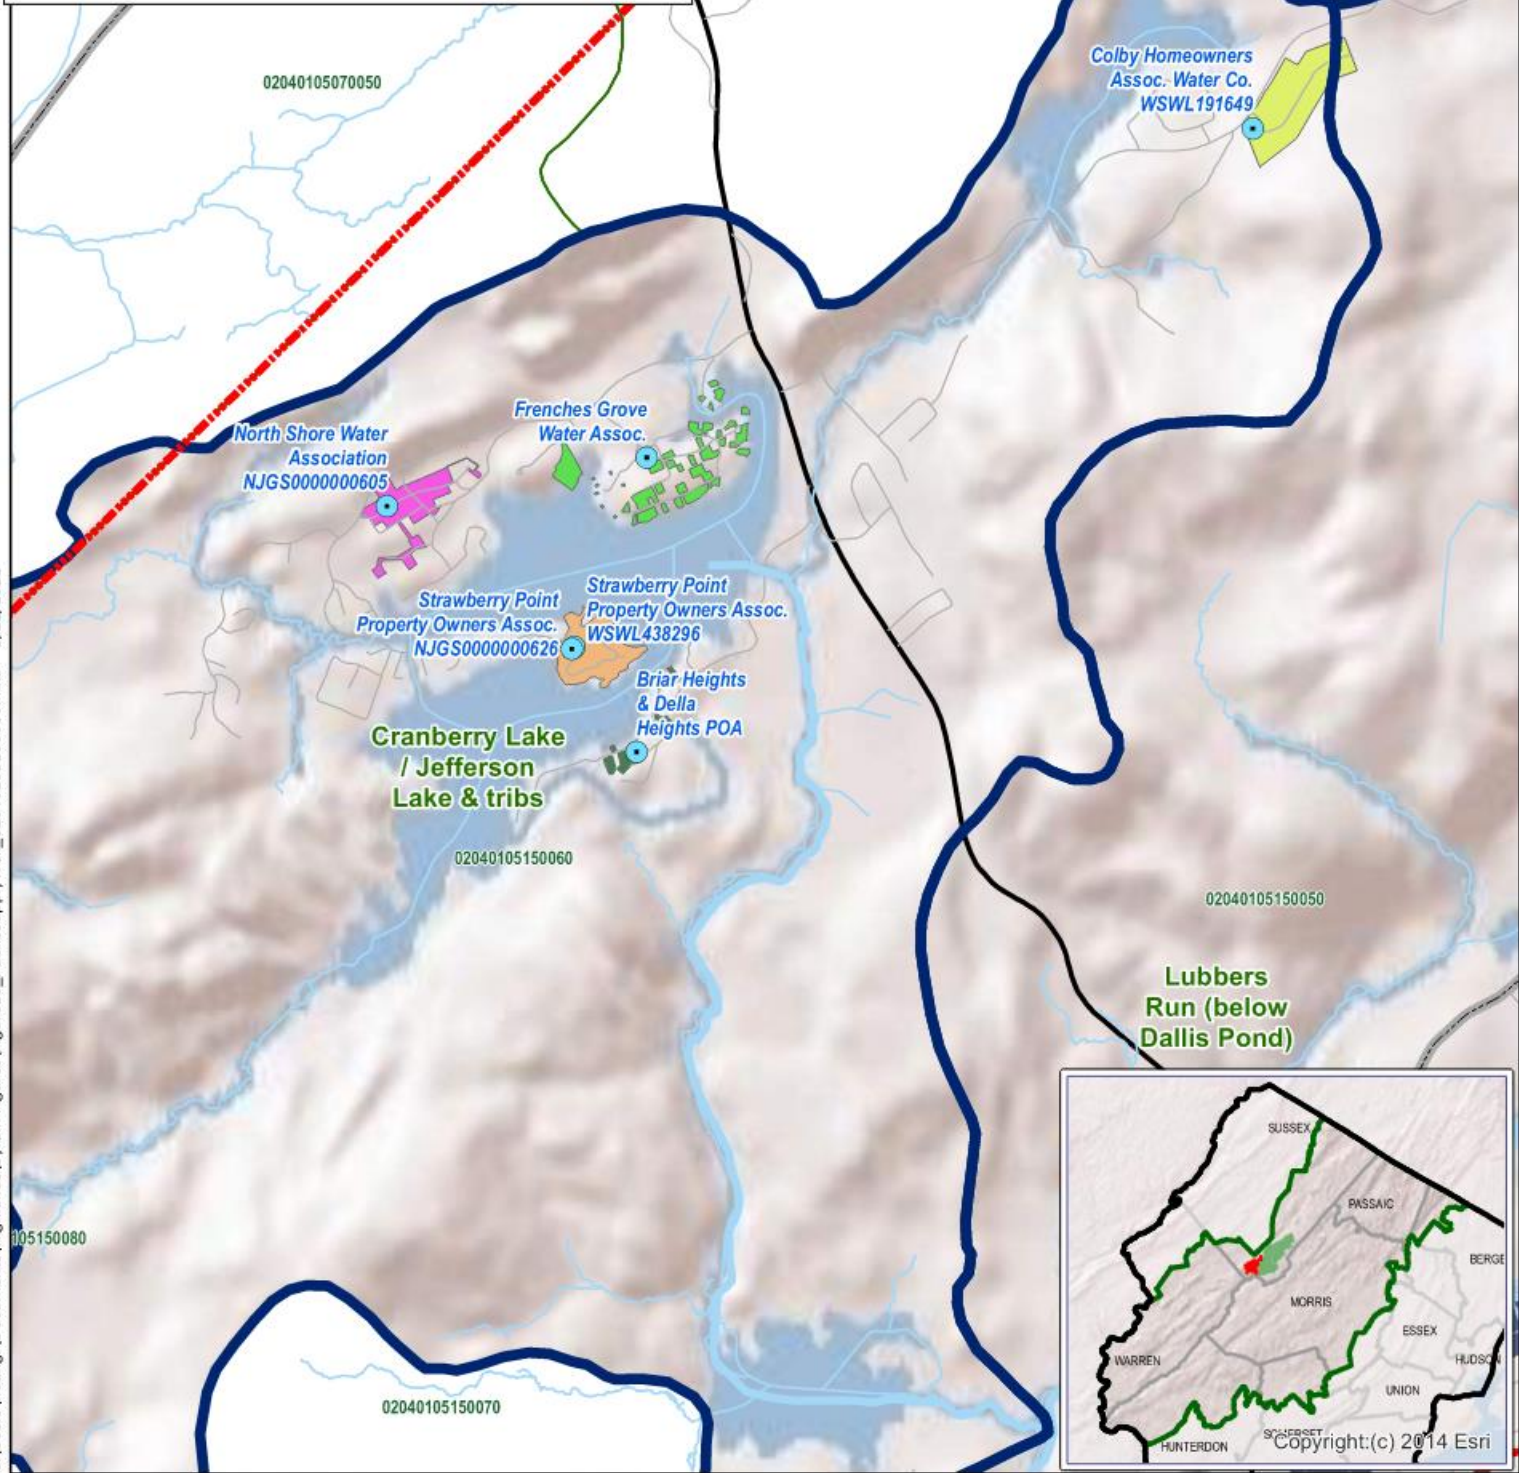 02040105070050
Colby Homeowners
Assoc. Water Co.
WSWL191649
Frenches Grove
Water Assoc.
North Shore Water
Association
NJGS0000000605
Strawberry Point
Property Owners Assoc.
NJGS0000000626
Strawberry Point
Property Owners Assoc.
WSWL438296
Briar Heights
& Della
Heights POA
Cranberry Lake
/ Jefferson
Lake & tribs
02040105150060
02040105150050
Lubbers
Run (below
Dallis Pond)
105150080
02040105150070
SUSSEX
PASSAIC
BERGE
MORRIS
ESSEX
WARREN
HUDSON
UNION
SOMERSET
HUNTERDON
Copyright:(c) 2014 Esri